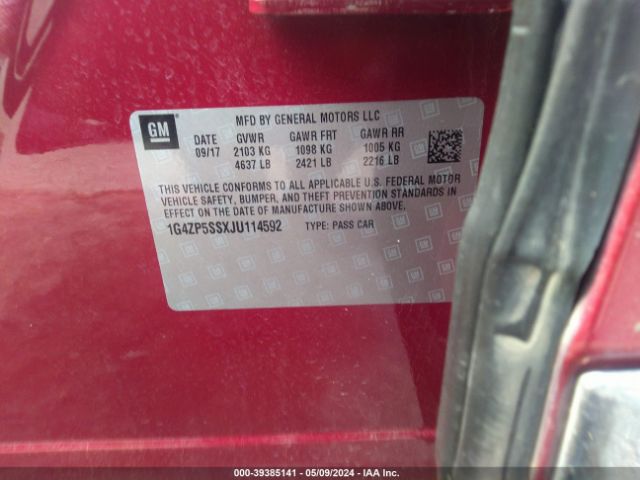 MFD BY GENERAL MOTORS LLC
GM
DATE GVWR GAWR FRT GAWR RR
09/17 2103 KG 1098 KG 1005 KG
4637 LB 2421 LB 2216 LB
THIS VEHICLE CONFORMS TO ALL APPLICABLE U.S. FEDERAL MOTOR
VEHICLE SAFETY, BUMPER, AND THEFT PREVENTION STANDARDS IN
EFFECT ON THE DATE OF MANUFACTURE SHOWN ABOVE.
1G4ZP5SSXJU114592 TYPE: PASS CAR
000-39385141 - 05/09/2024 - IAA Inc.